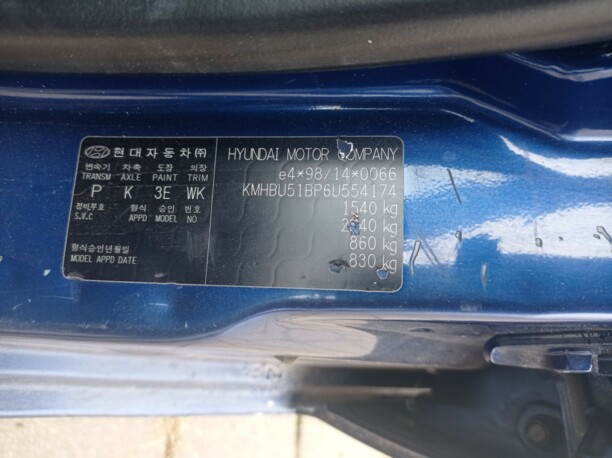 현대자동차(주)
변속기 차축 도장 의장
TRANSM AXLE PAINT TRIM
P K 3E WK
정비부호 형식 승인 번호
S.V.C APPD MODEL NO
형식승인년월일
MODEL APPD DATE
HYUNDAI MOTOR COMPANY
e4*98/14*0066
KMHBU51BP6U554174
1540 kg
kg
860 kg
830 kg